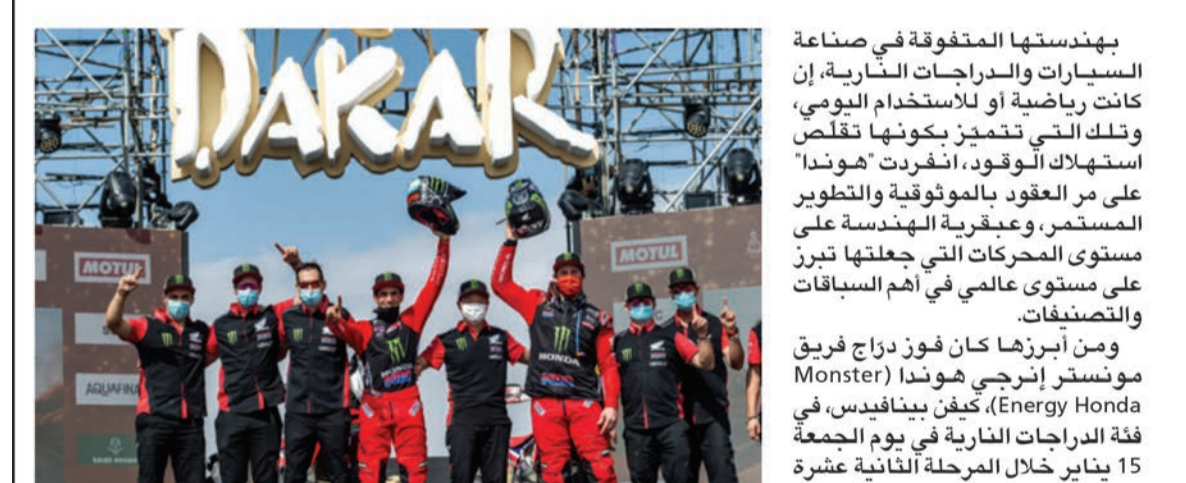 DAKAR
MOTUL
MOTUL
AQUAFINA
SAUDI ARABIA
HONDA
بهندستها المتفوقة في صناعة
السيارات والدراجات النارية، إن
كانت رياضية أو للاستخدام اليومي،
وتلك التي تتميّز بكونها تقلّص
استهلاك الوقود، انفردت "هوندا"
على مر العقود بالموثوقية والتطوير
المستمر، وعبقرية الهندسة على
مستوى المحركات التي جعلتها تبرز
على مستوى عالمي في أهم السباقات
والتصنيفات.
ومن أبرزها كان فوز درّاج فريق
مونستر إنرجي هوندا (Monster
Energy Honda)، كيفن بينافيدس، في
فئة الدراجات النارية في يوم الجمعة
15 يناير خلال المرحلة الثانية عشرة